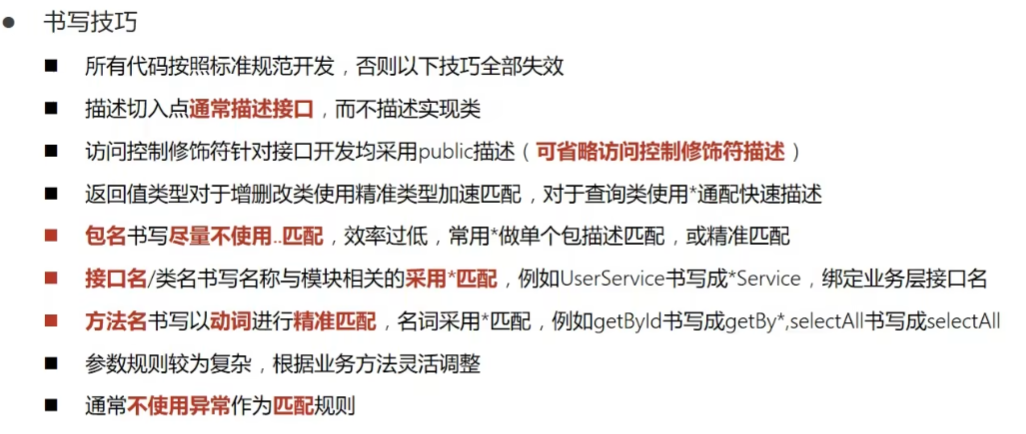 书写技巧
所有代码按照标准规范开发，否则以下技巧全部失效
描述切入点通常描述接口，而不描述实现类
访问控制修饰符针对接口开发均采用public描述（可省略访问控制修饰符描述）
返回值类型对于增删改类使用精准类型加速匹配，对于查询类使用*通配快速描述
包名书写尽量不使用..匹配，效率过低，常用*做单个包描述匹配，或精准匹配
接口名/类名书写名称与模块相关的采用*匹配，例如UserService书写成*Service，绑定业务层接口名
方法名书写以动词进行精准匹配，名词采用*匹配，例如getById书写成getBy*,selectAll书写成selectAll
参数规则较为复杂，根据业务方法灵活调整
通常不使用异常作为匹配规则